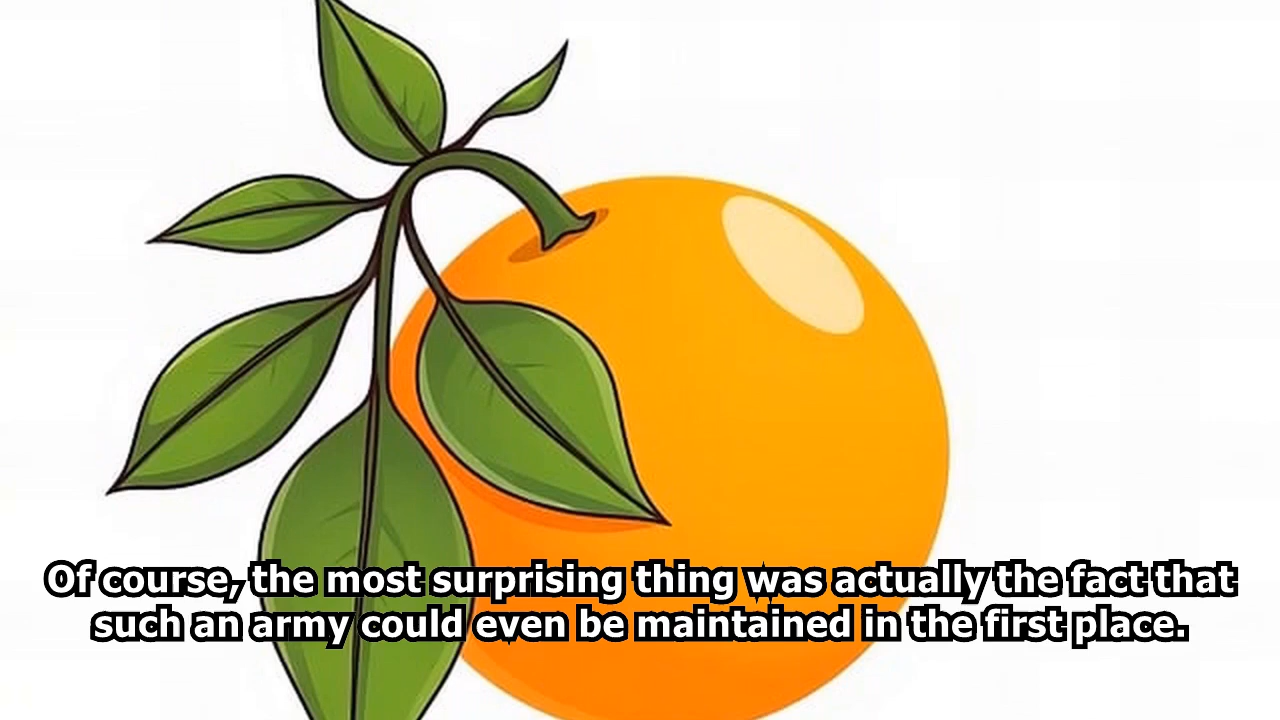 Of course, the most surprising thing was actually the fact that
such an army could even be maintained in the first place.